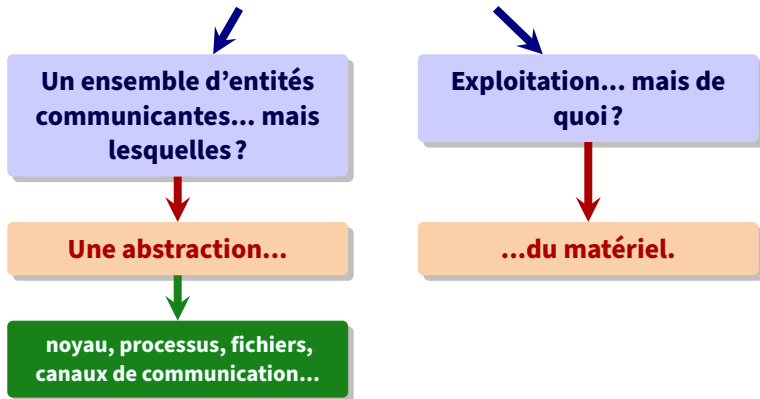 Un ensemble d’entités
communicantes... mais
lesquelles ?
Exploitation... mais de
quoi ?
Une abstraction...
...du matériel.
noyau, processus, fichiers,
canaux de communication...